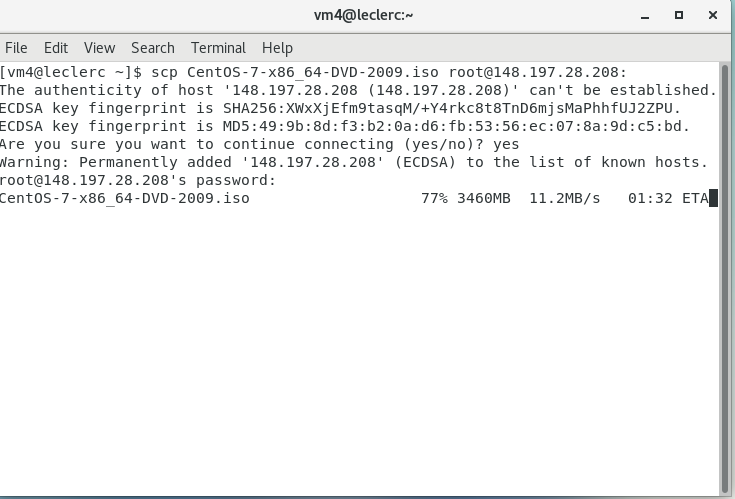 vm4@leclerc:~
File Edit View Search Terminal Help
[vm4@leclerc ~]$ scp CentOS-7-x86_64-DVD-2009.iso root@148.197.28.208:
The authenticity of host '148.197.28.208 (148.197.28.208)' can't be established.
ECDSA key fingerprint is SHA256:XWxXjEfm9tasqM/+Y4rkc8t8TnD6mjsMaPhhfUJ2ZPU.
ECDSA key fingerprint is MD5:49:9b:8d:f3:b2:0a:d6:fb:53:56:ec:07:8a:9d:c5:bd.
Are you sure you want to continue connecting (yes/no)? yes
Warning: Permanently added '148.197.28.208' (ECDSA) to the list of known hosts.
root@148.197.28.208's password:
CentOS-7-x86_64-DVD-2009.iso 77% 3460MB 11.2MB/s 01:32 ETA